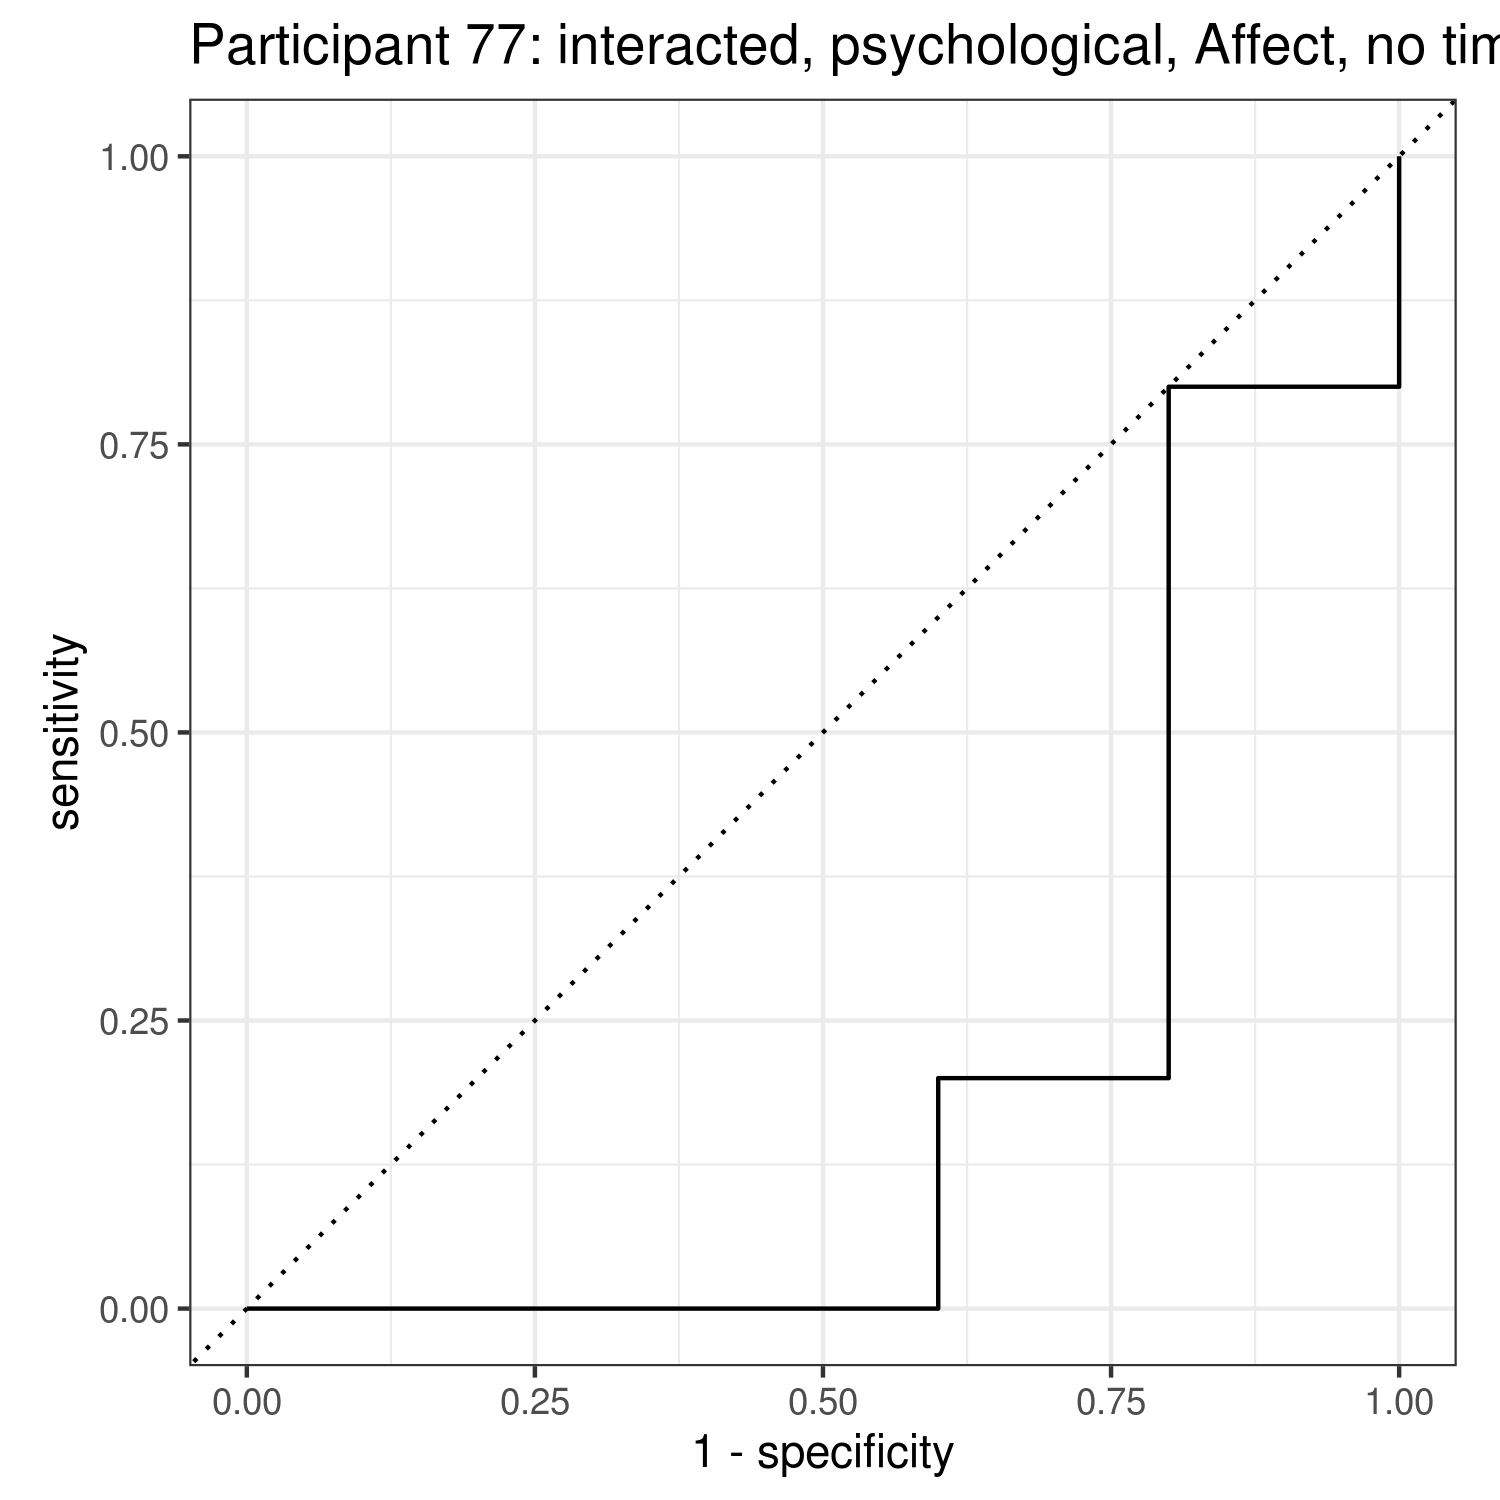 Participant 77: interacted, psychological, Affect, no
sensitivity
1.00
0.75
0.50
0.25
0.00
0.00 0.25 0.50 0.75 1.00
1 - specificity